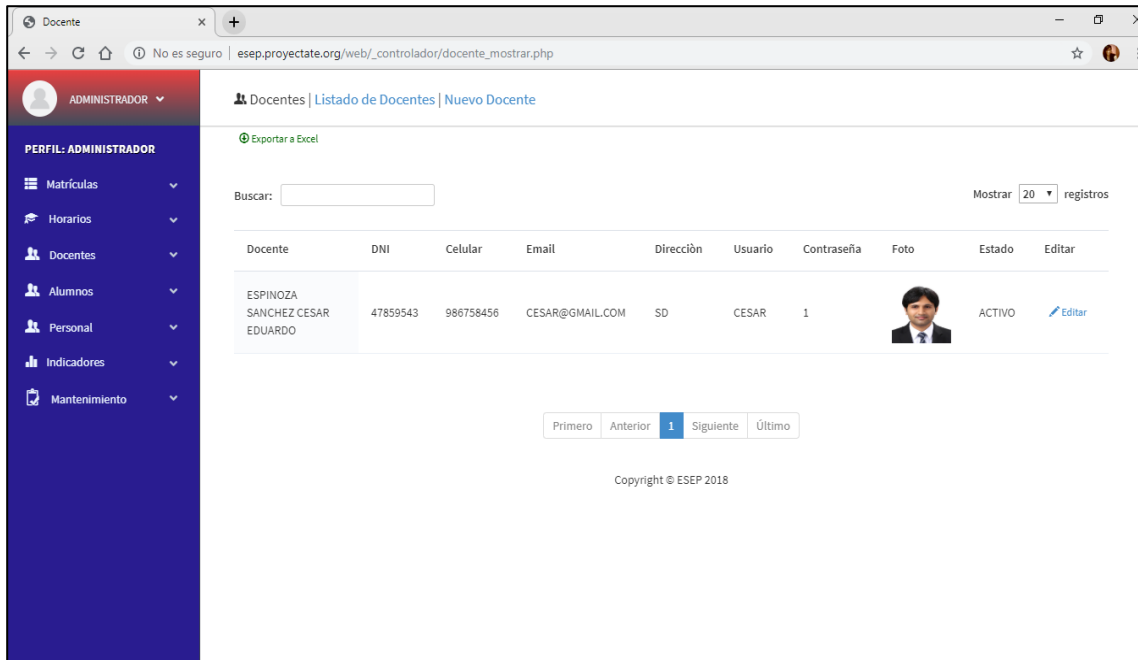 Docente
No es seguro | esep.proyectate.org/web/_controlador/docente_mostrar.php
ADMINISTRADOR
Docentes | Listado de Docentes | Nuevo Docente
Exportar a Excel
PERFIL: ADMINISTRADOR
Matrículas
Horarios
Docentes
Alumnos
Personal
Indicadores
Mantenimiento
Buscar:
Mostrar 20 registros
Docente DNI Celular Email Direcciòn Usuario Contraseña Foto Estado Editar
ESPINOZA
SANCHEZ CESAR
EDUARDO
47859543 986758456 CESAR@GMAIL.COM SD CESAR 1 ACTIVO Editar
Primero Anterior 1 Siguiente Último
Copyright © ESEP 2018